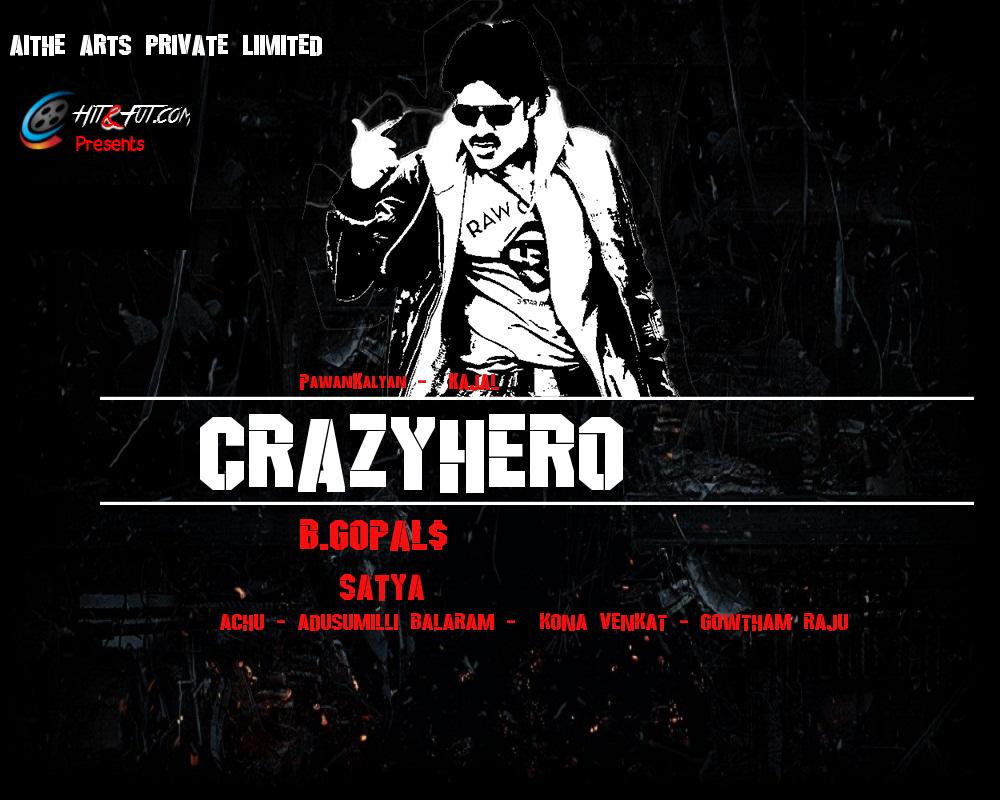 AITHE ARTS PRIVATE LIIMITED
HIT&FUT.COM
Presents
RAW
PAWANKALYAN - KAJAL
CRAZYHERO
B.GOPAL$
SATYA
ACHU - ADUSUMILLI BALARAM - KONA VENKAT - GOWTHAM RAJU